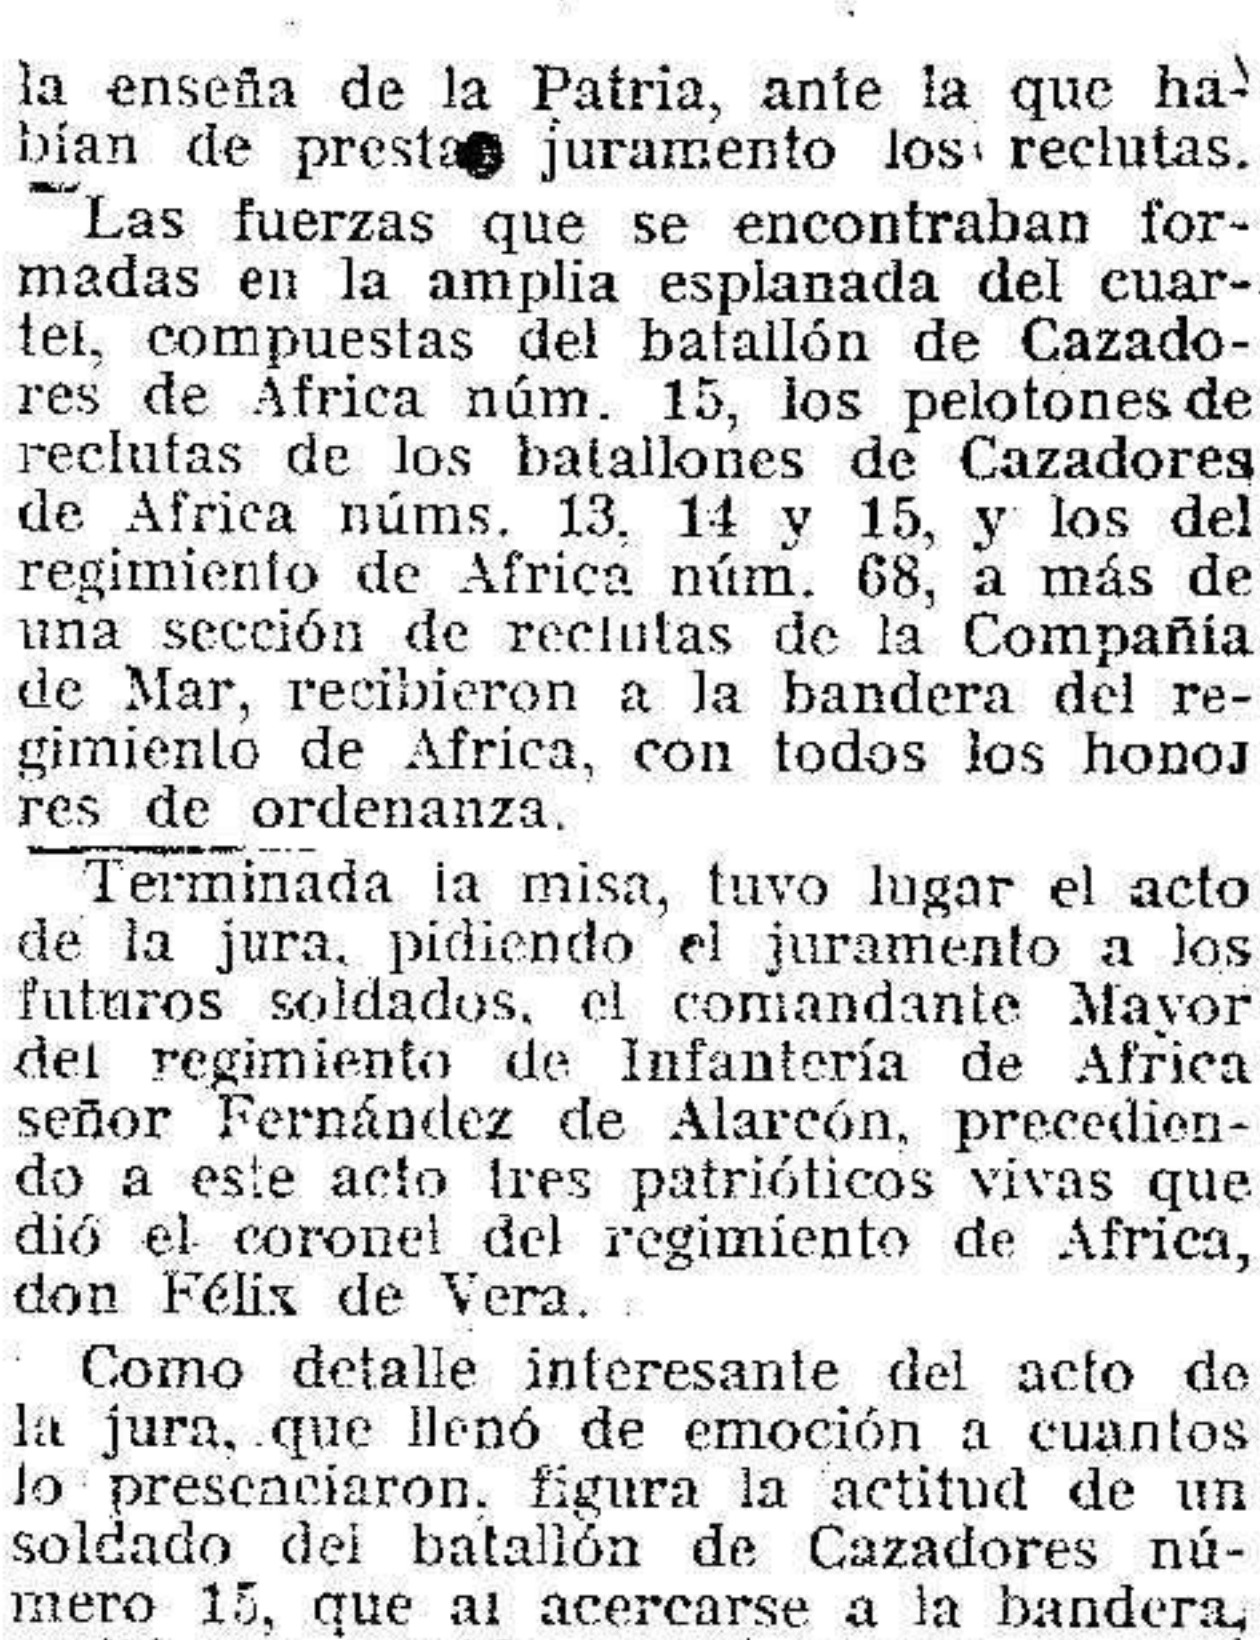 la enseña de la Patria, ante la que ha-
bían de prestar juramento los reclutas.
Las fuerzas que se encontraban for-
madas en la amplia esplanada del cuar-
tel, compuestas del batallón de Cazado-
res de Africa núm. 15, los pelotones de
reclutas de los batallones de Cazadores
de Africa núms. 13, 14 y 15, y los del
regimiento de Africa núm. 68, a más de
una sección de reclutas de la Compañía
de Mar, recibieron a la bandera del re-
gimiento de Africa, con todos los hono-
res de ordenanza.
Terminada la misa, tuvo lugar el acto
de la jura, pidiendo el juramento a los
futuros soldados, el comandante Mayor
del regimiento de Infantería de Africa
señor Fernández de Alarcón, precedien-
do a este acto tres patrióticos vivas que
dió el coronel del regimiento de Africa,
don Félix de Vera.
Como detalle interesante del acto de
la jura, que llenó de emoción a cuantos
lo presenciaron, figura la actitud de un
soldado del batallón de Cazadores nú-
mero 15, que al acercarse a la bandera,